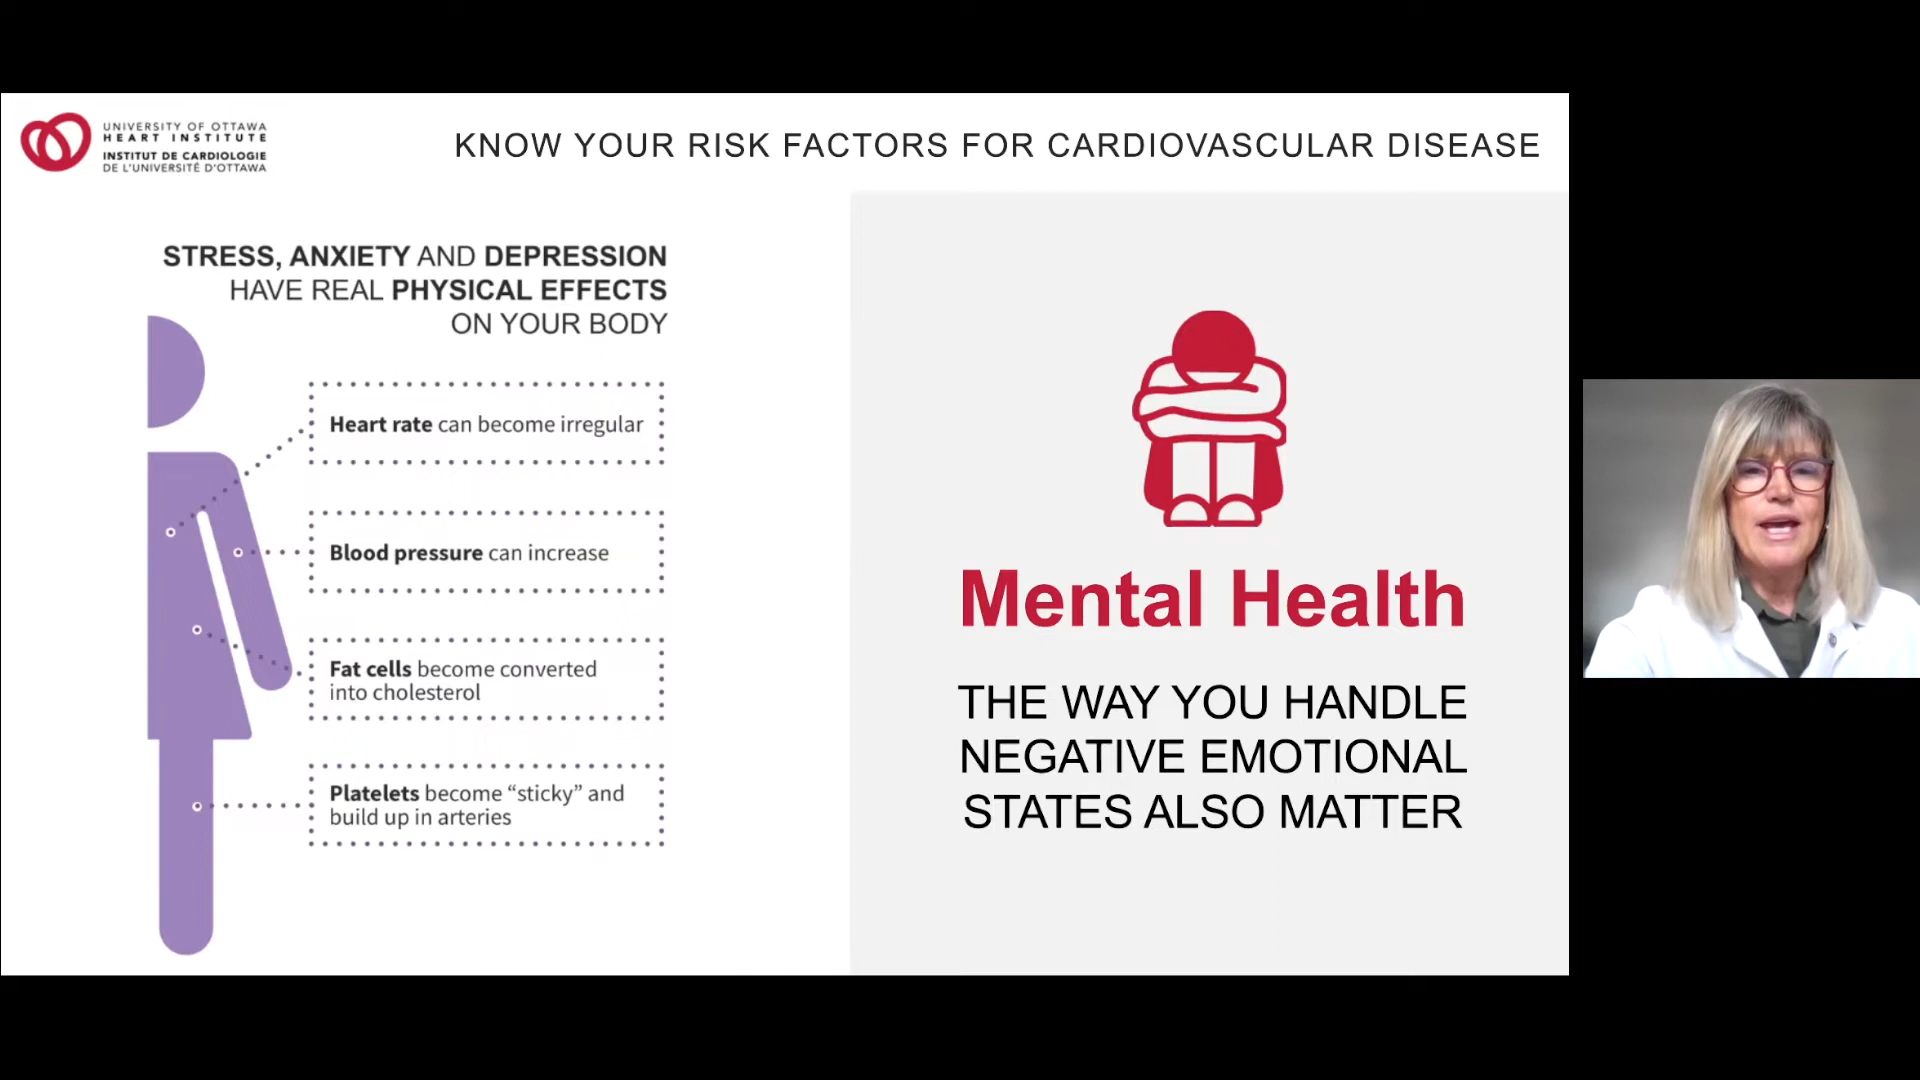 UNIVERSITY OF OTTAWA
HEART INSTITUTE
INSTITUT DE CARDIOLOGIE
DE L'UNIVERSITÉ D'OTTAWA
KNOW YOUR RISK FACTORS FOR CARDIOVASCULAR DISEASE
STRESS, ANXIETY AND DEPRESSION
HAVE REAL PHYSICAL EFFECTS
ON YOUR BODY
Heart rate can become irregular
Blood pressure can increase
Fat cells become converted
into cholesterol
Platelets become “sticky” and
build up in arteries
Mental Health
THE WAY YOU HANDLE
NEGATIVE EMOTIONAL
STATES ALSO MATTER